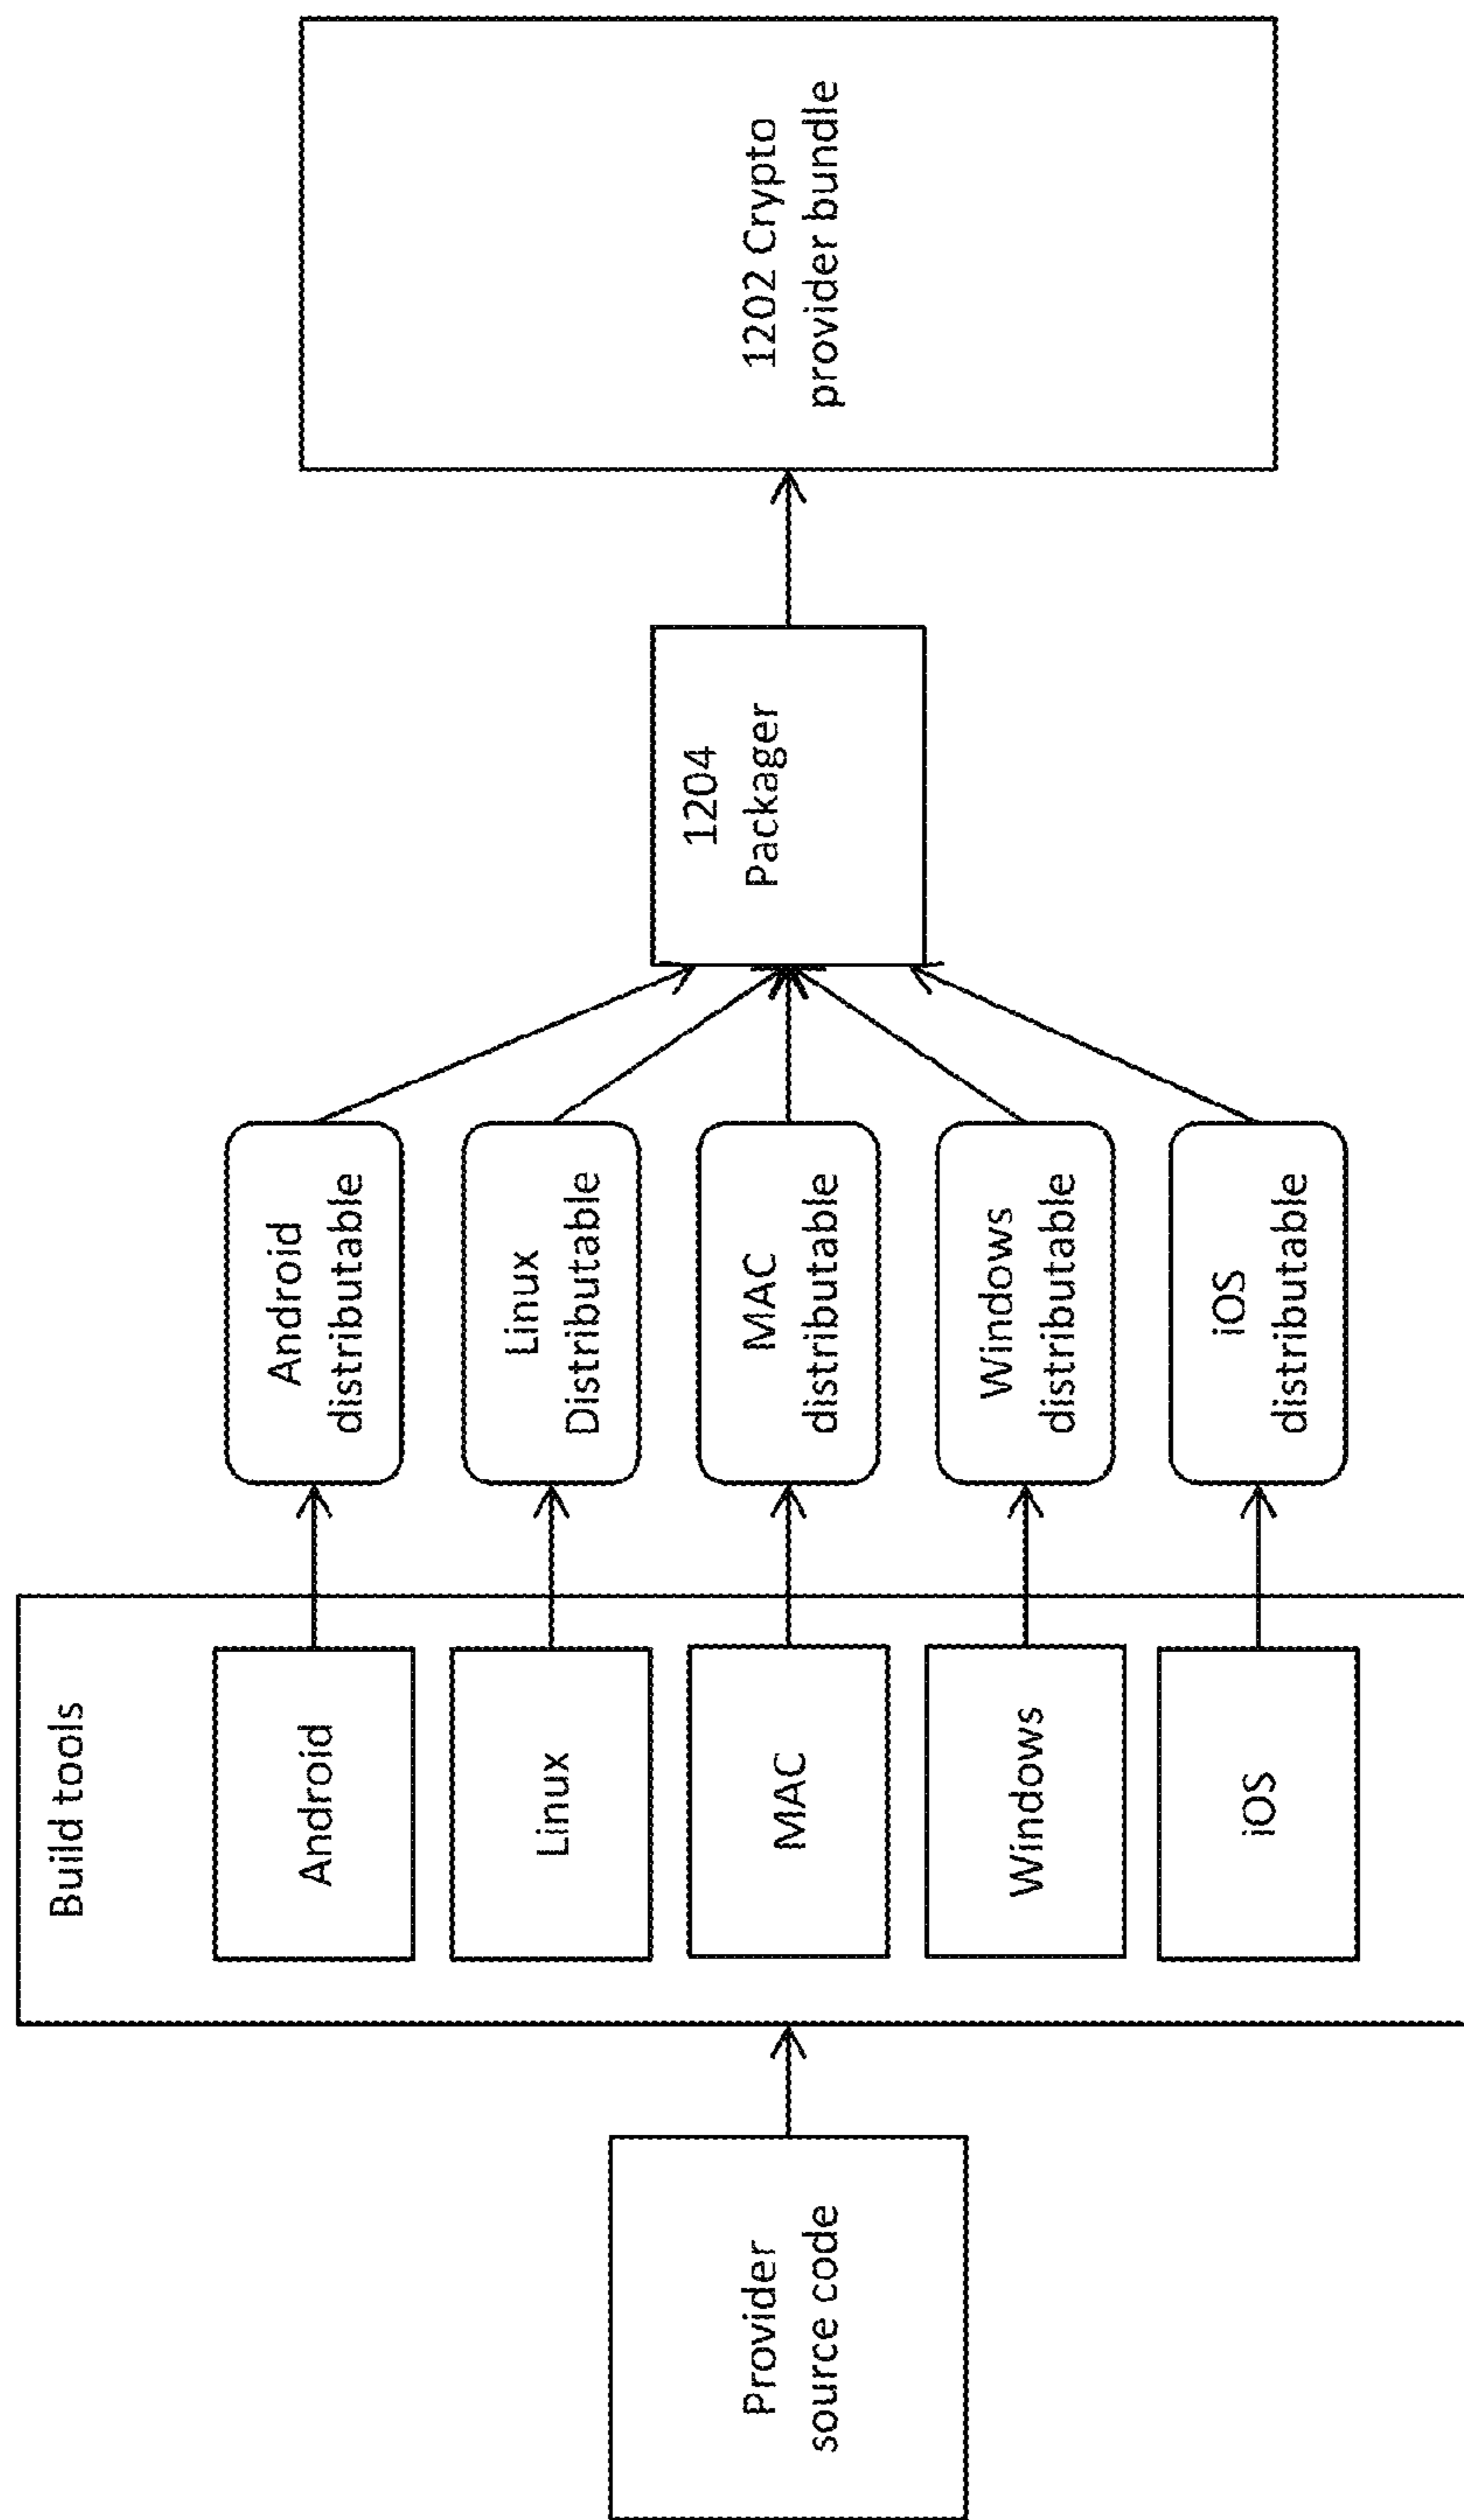 Provider
source code
Build tools
Android
Linux
MAC
Windows
iOS
Android
distributable
Linux
Distributable
MAC
distributable
Windows
distributable
iOS
distributable
1204
Packager
1202 Crypto
provider bundle